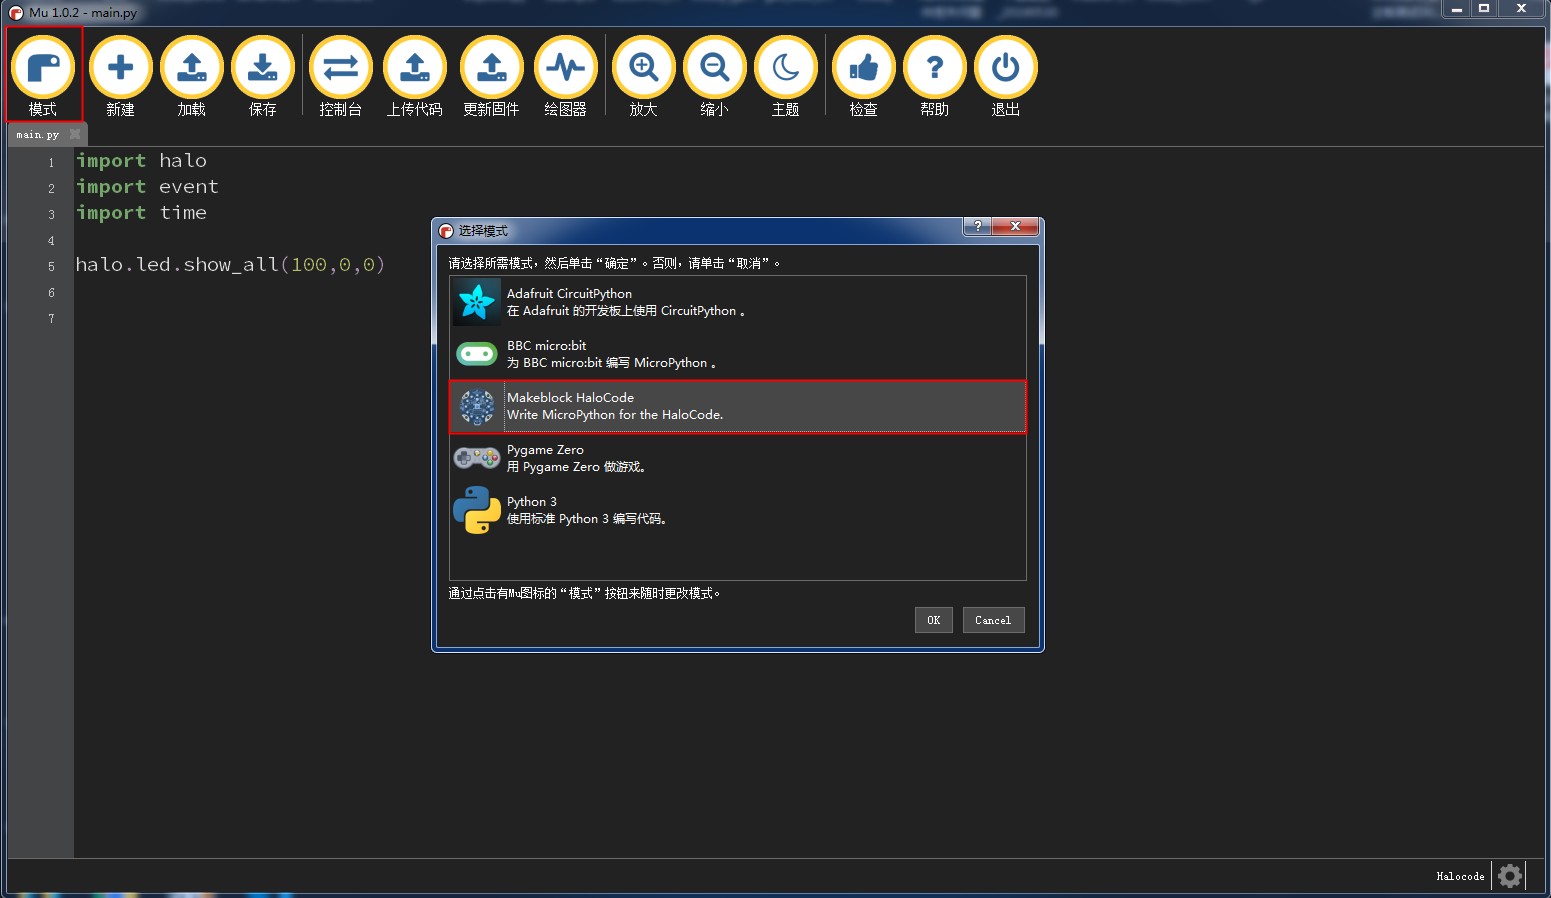 Mu 1.0.2 - main.py
模式
新建
加载
保存
控制台
上传代码
更新固件
绘图器
放大
缩小
主题
检查
帮助
退出
main.py
1 import halo
2 import event
3 import time
4
5 halo.led.show_all(100,0,0)
6
7
选择模式
请选择所需模式，然后单击“确定”。否则，请单击“取消”。
Adafruit CircuitPython
在 Adafruit 的开发板上使用 CircuitPython 。
BBC micro:bit
为 BBC micro:bit 编写 MicroPython 。
Makeblock HaloCode
Write MicroPython for the HaloCode.
Pygame Zero
用 Pygame Zero 做游戏。
Python 3
使用标准 Python 3 编写代码。
通过点击有Mu图标的“模式”按钮来随时更改模式。
OK
Cancel
Halocode